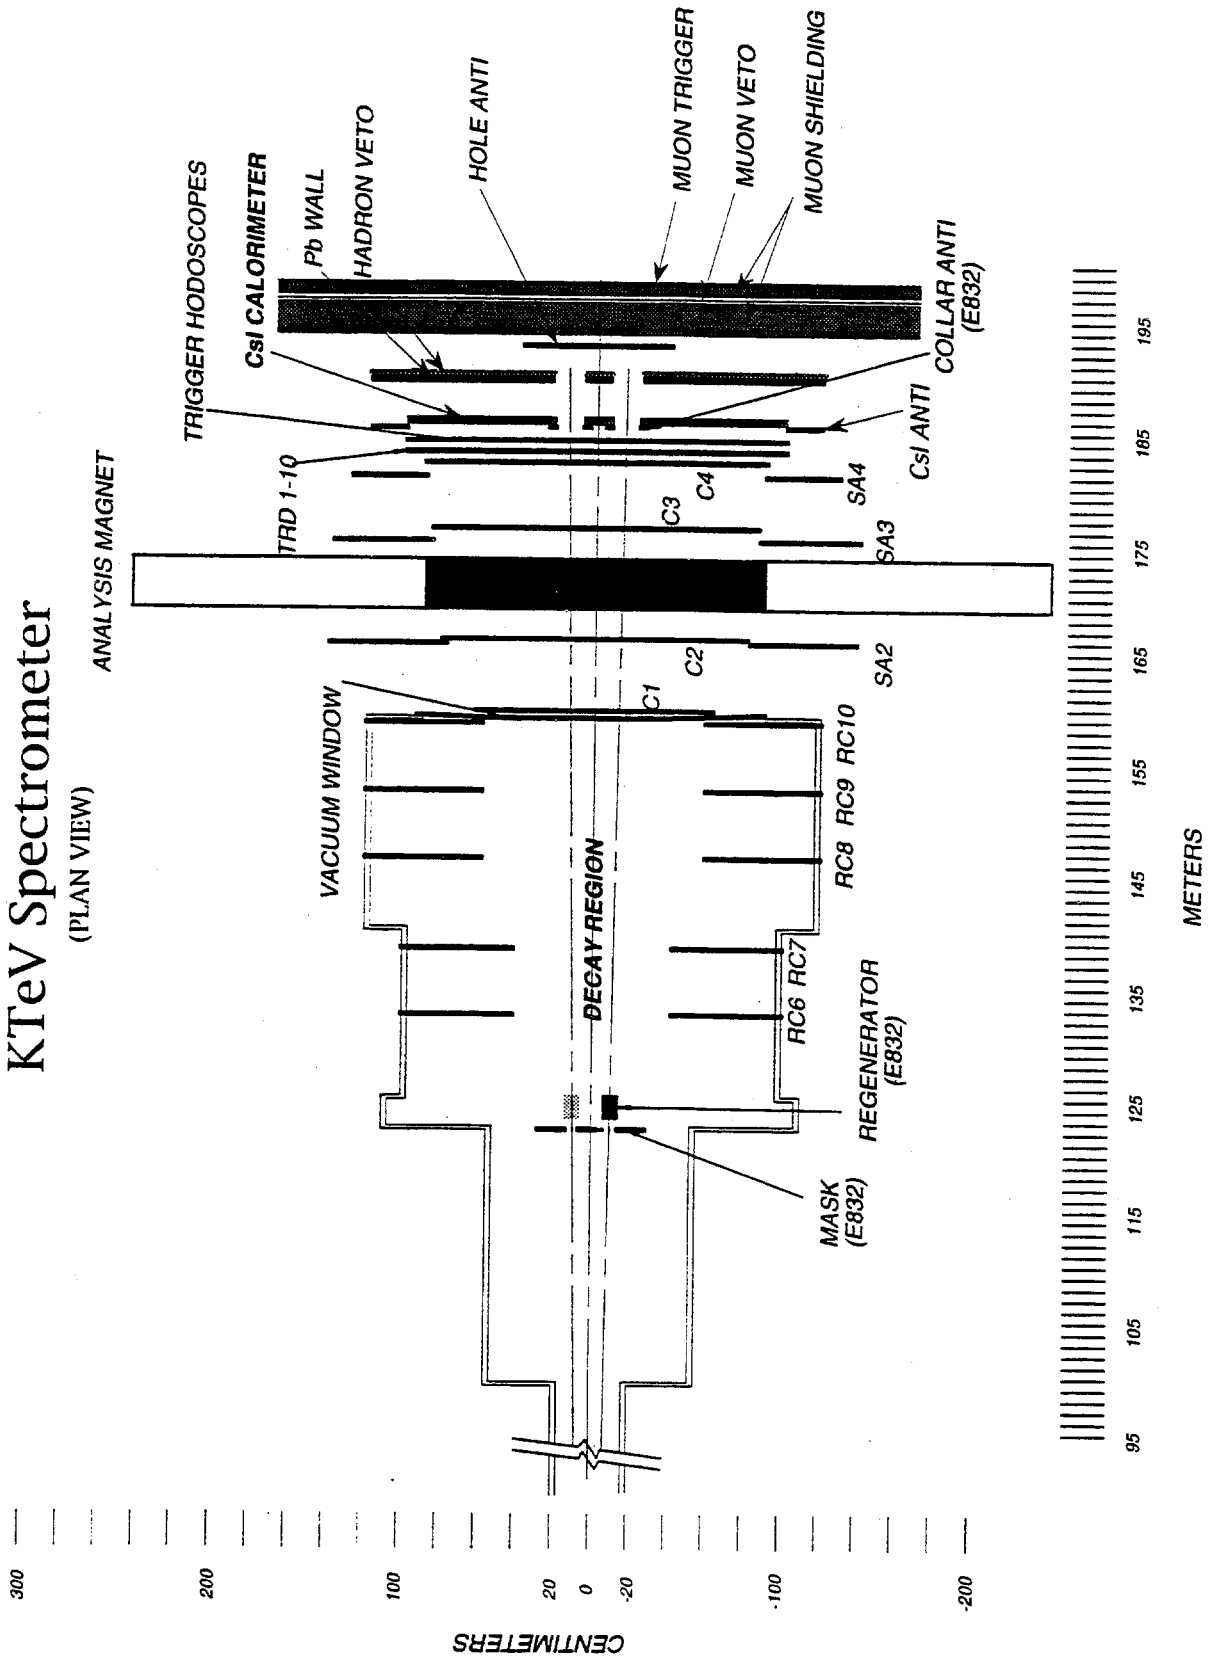 KTeV Spectrometer
(PLAN VIEW)
ANALYSIS MAGNET
TRIGGER HODOSCOPES
CsI CALORIMETER
Pb WALL
HADRON VETO
TRD 1-10
VACUUM WINDOW
HOLE ANTI
DECAY REGION
C1
C2
C3
C4
MUON TRIGGER
MUON VETO
MUON SHIELDING
COLLAR ANTI
(E832)
CsI ANTI
SA4
SA3
SA2
RC6 RC7
RC8 RC9 RC10
REGENERATOR
(E832)
MASK
(E832)
300
200
100
20
0
-20
-100
-200
CENTIMETERS
95
105
115
125
135
145
155
165
175
185
195
METERS